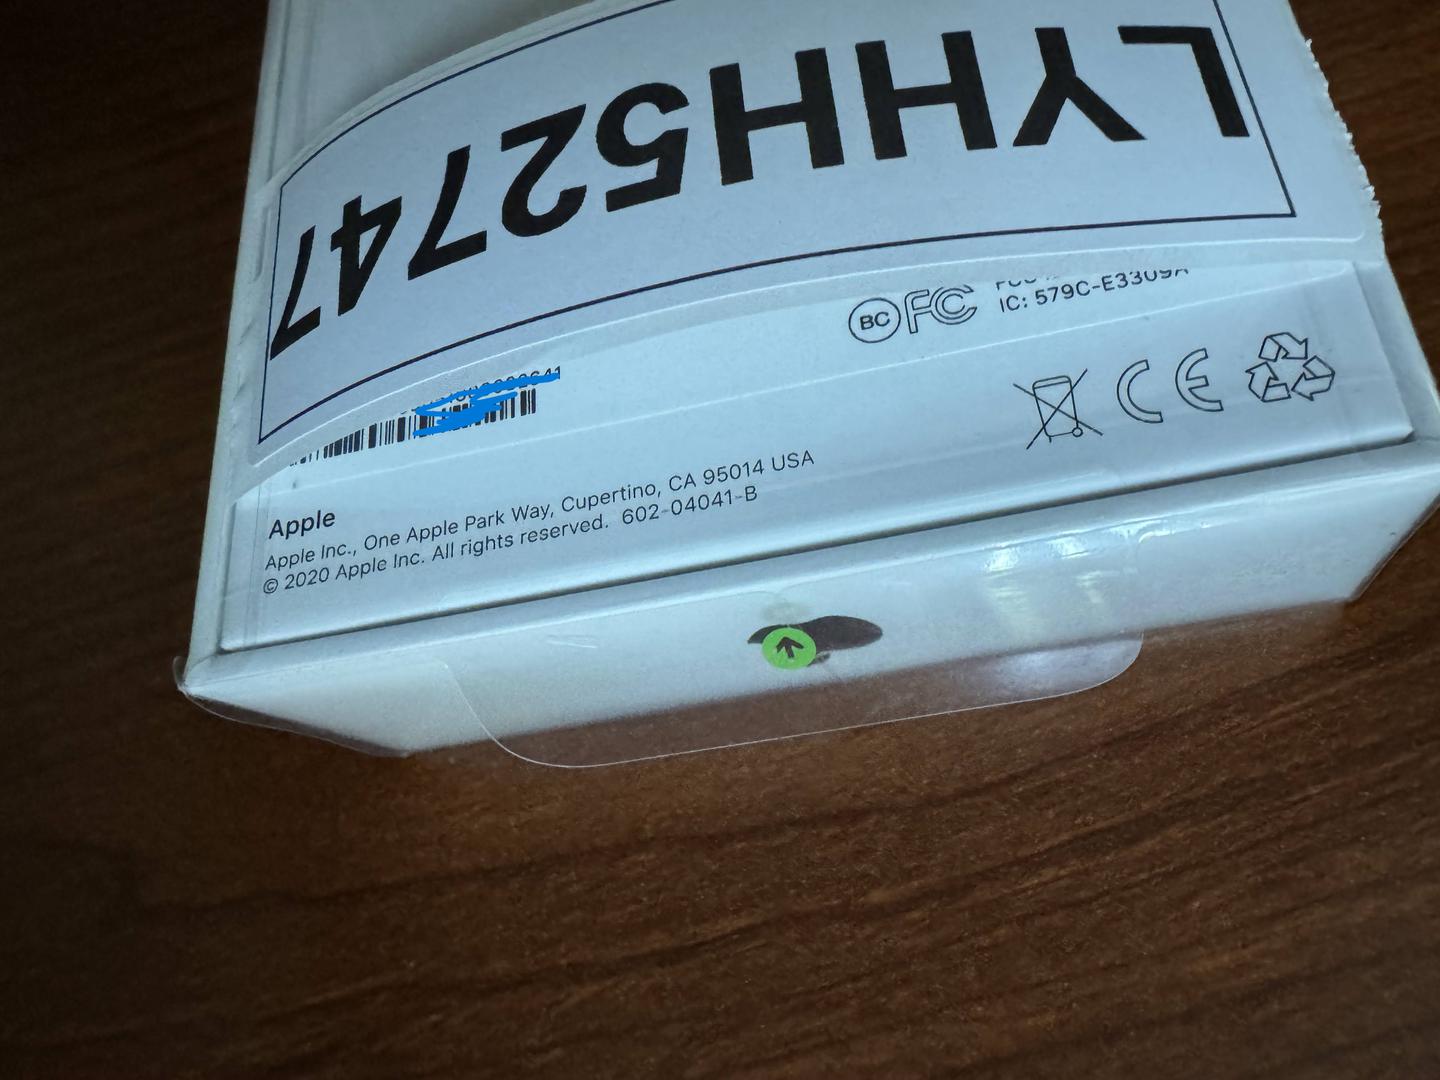 LYHH52747
BC FC
IC: 579C-E3309A
CE
Apple
Apple Inc., One Apple Park Way, Cupertino, CA 95014 USA
© 2020 Apple Inc. All rights reserved. 602-04041-B